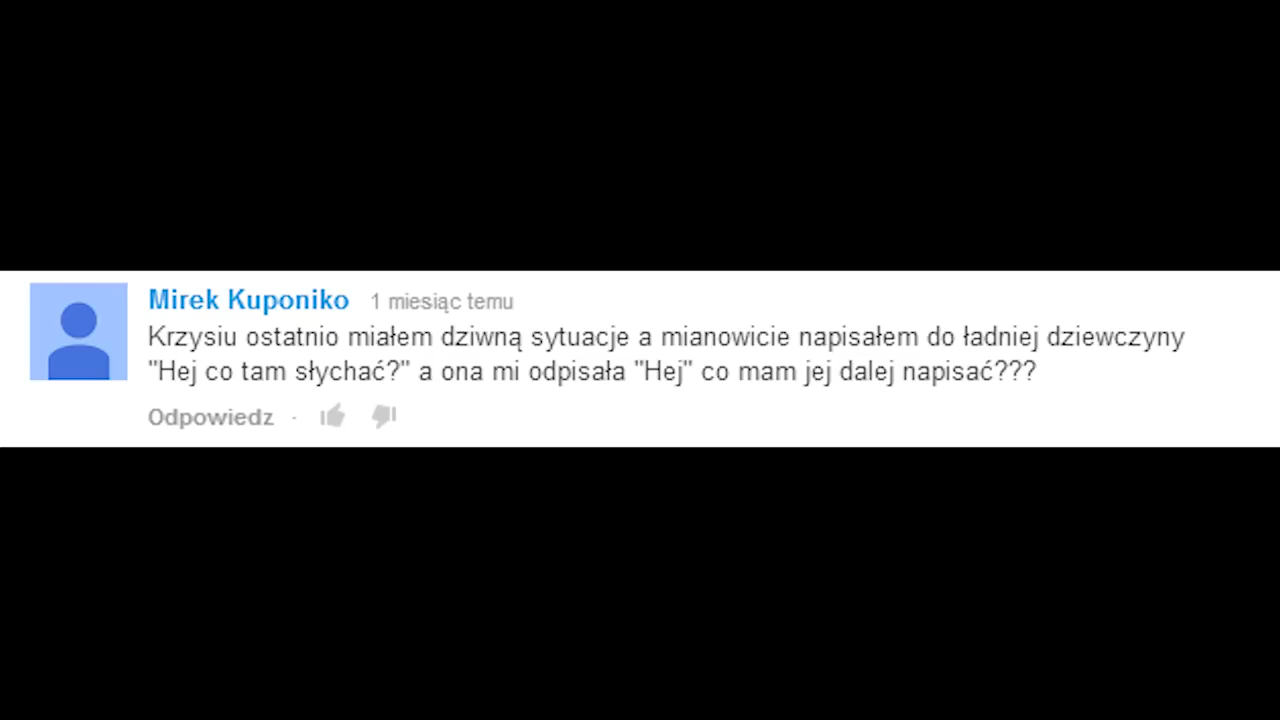 Mirek Kuponiko 1 miesiąc temu
Krzysiu ostatnio miałem dziwną sytuacje a mianowicie napisałem do ładniej dziewczyny
"Hej co tam słychać?" a ona mi odpisała "Hej" co mam jej dalej napisać???
Odpowiedz ·